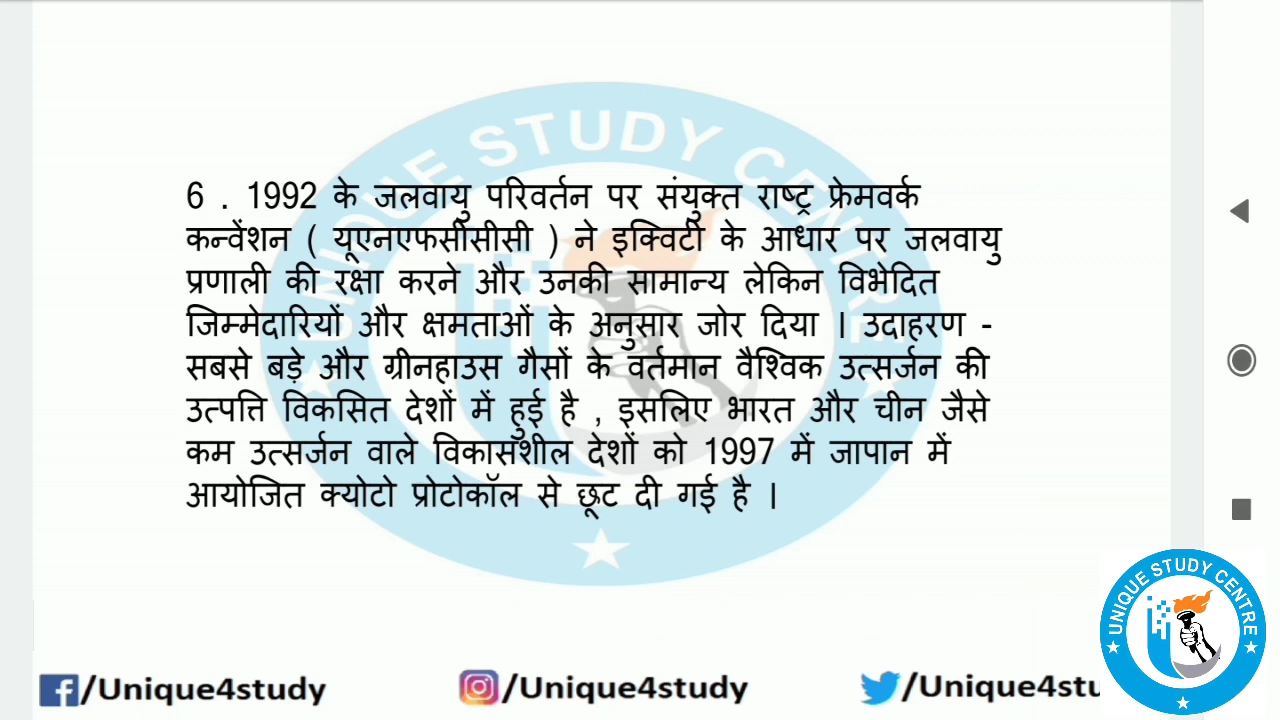 UNIQUE STUDY CENTRE
6 . 1992 के जलवायु परिवर्तन पर संयुक्त राष्ट्र फ्रेमवर्क
कन्वेंशन ( यूएनएफसीसीसी ) ने इक्विटी के आधार पर जलवायु
प्रणाली की रक्षा करने और उनकी सामान्य लेकिन विभेदित
जिम्मेदारियों और क्षमताओं के अनुसार जोर दिया । उदाहरण -
सबसे बड़े और ग्रीनहाउस गैसों के वर्तमान वैश्विक उत्सर्जन की
उत्पत्ति विकसित देशों में हुई है , इसलिए भारत और चीन जैसे
कम उत्सर्जन वाले विकासशील देशों को 1997 में जापान में
आयोजित क्योटो प्रोटोकॉल से छूट दी गई है ।
UNIQUE STUDY CENTRE
/Unique4study
/Unique4study
/Unique4stu